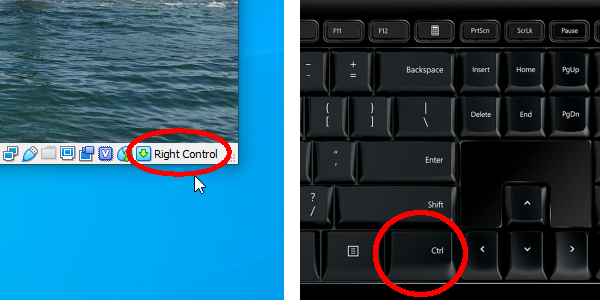 Right Control
F11 F12 PrtScn ScrLk Pause
- + Backspace Insert Home PgUp
- =
{ } | Delete End PgDn
[ ] \
" Enter
'
? Shift
/
Ctrl